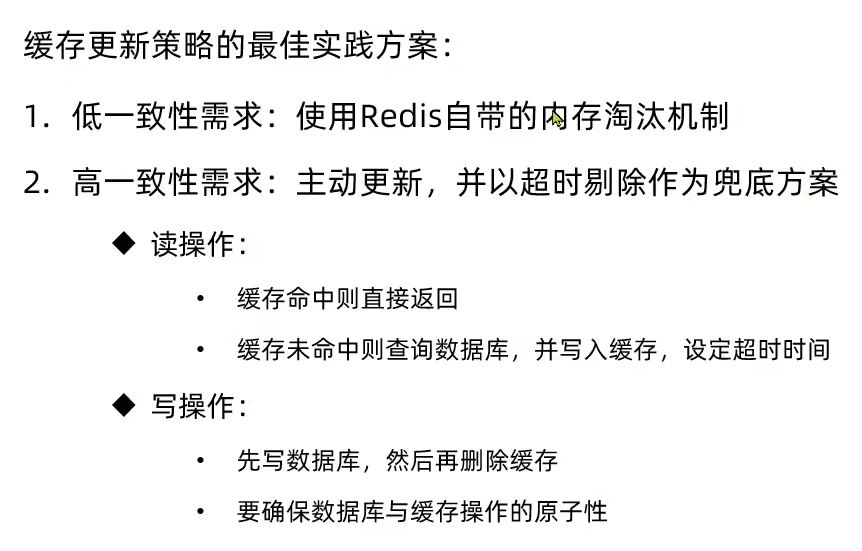 缓存更新策略的最佳实践方案：
1. 低一致性需求：使用Redis自带的内存淘汰机制
2. 高一致性需求：主动更新，并以超时剔除作为兜底方案
◆ 读操作：
• 缓存命中则直接返回
• 缓存未命中则查询数据库，并写入缓存，设定超时时间
◆ 写操作：
• 先写数据库，然后再删除缓存
• 要确保数据库与缓存操作的原子性